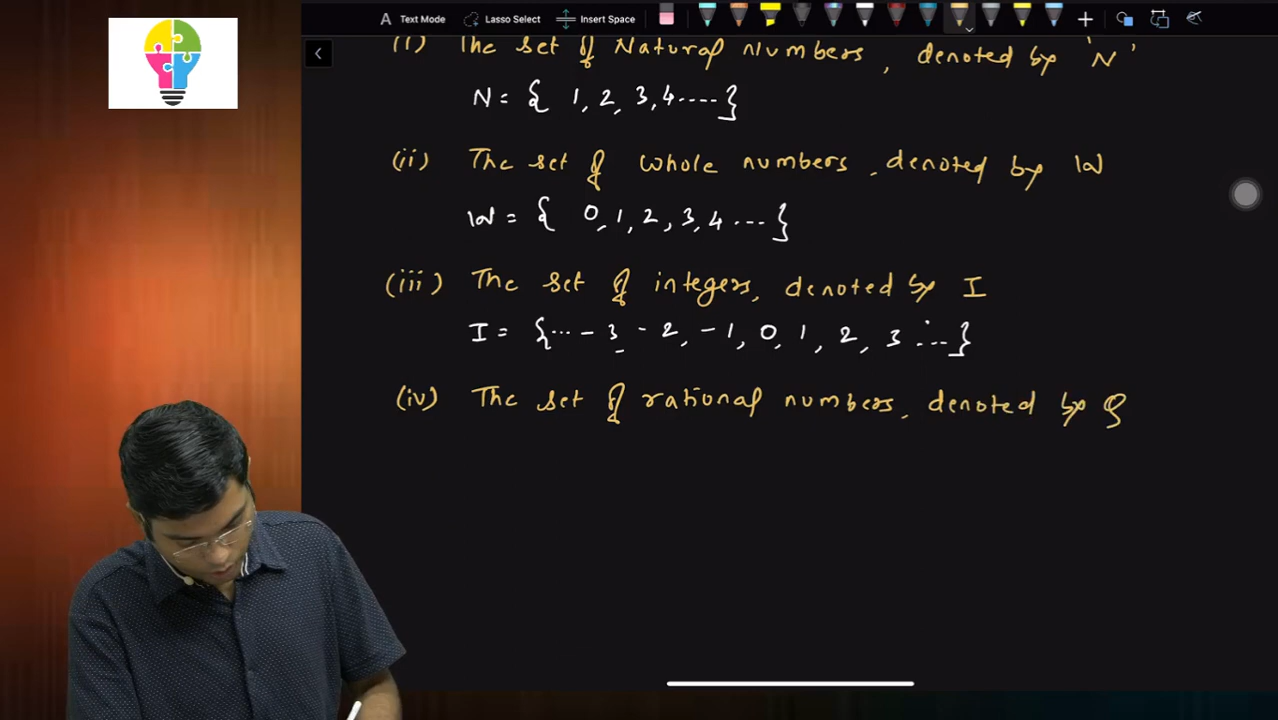 Text Mode Lasso Select Insert Space
(i) The set of Natural Numbers, denoted by 'N'
N = { 1, 2, 3, 4 .... }
(ii) The set of whole numbers, denoted by W
W = { 0, 1, 2, 3, 4 ... }
(iii) The set of integers, denoted by I
I = { ... - 3 - 2, - 1, 0, 1, 2, 3 .... }
(iv) The set of rational numbers, denoted by Q